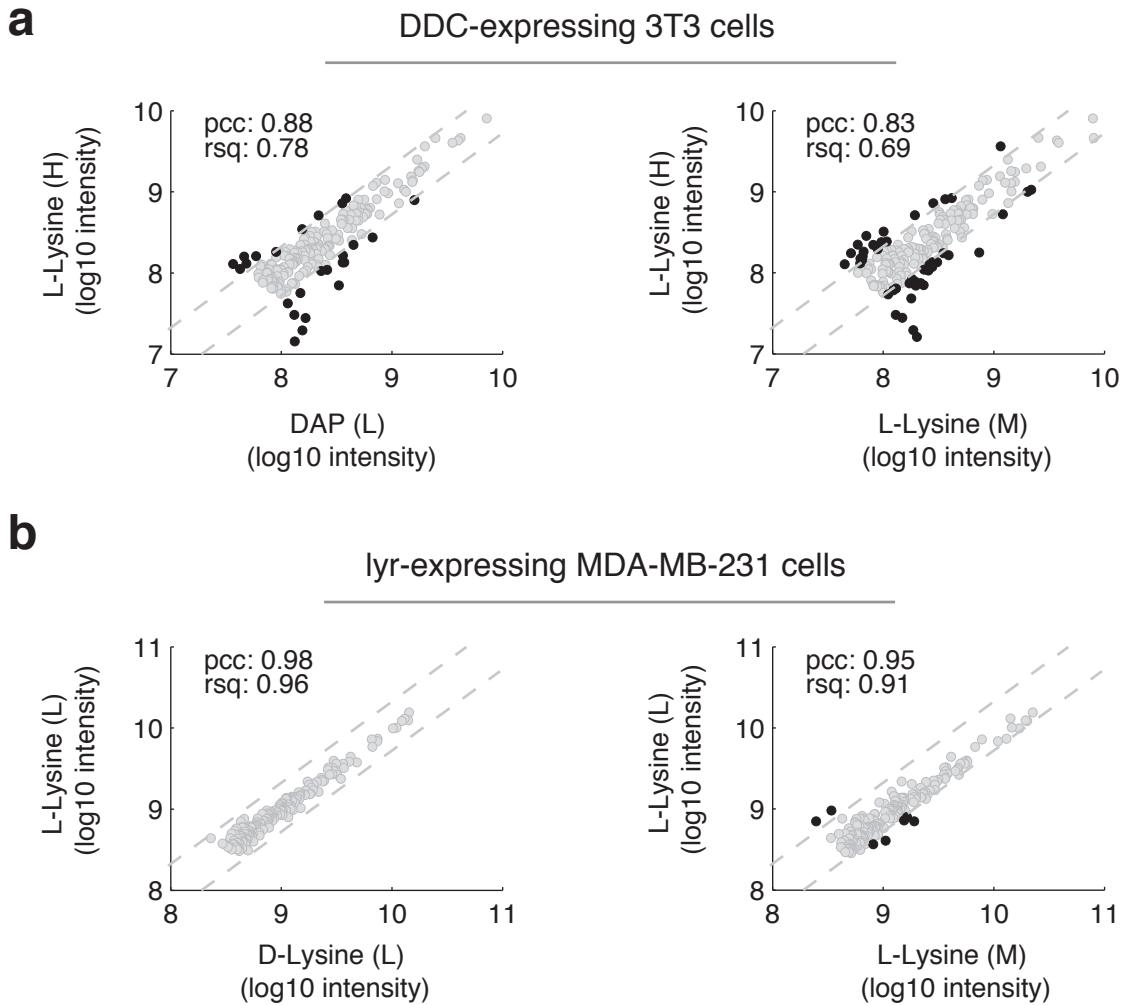 a
DDC-expressing 3T3 cells
pcc: 0.88
rsq: 0.78
10
9
8
7
L-Lysine (H)
(log10 intensity)
7 8 9 10
DAP (L)
(log10 intensity)
pcc: 0.83
rsq: 0.69
10
9
8
7
L-Lysine (H)
(log10 intensity)
7 8 9 10
L-Lysine (M)
(log10 intensity)
b
lyr-expressing MDA-MB-231 cells
pcc: 0.98
rsq: 0.96
11
10
9
8
L-Lysine (L)
(log10 intensity)
8 9 10 11
D-Lysine (L)
(log10 intensity)
pcc: 0.95
rsq: 0.91
11
10
9
8
L-Lysine (L)
(log10 intensity)
8 9 10 11
L-Lysine (M)
(log10 intensity)